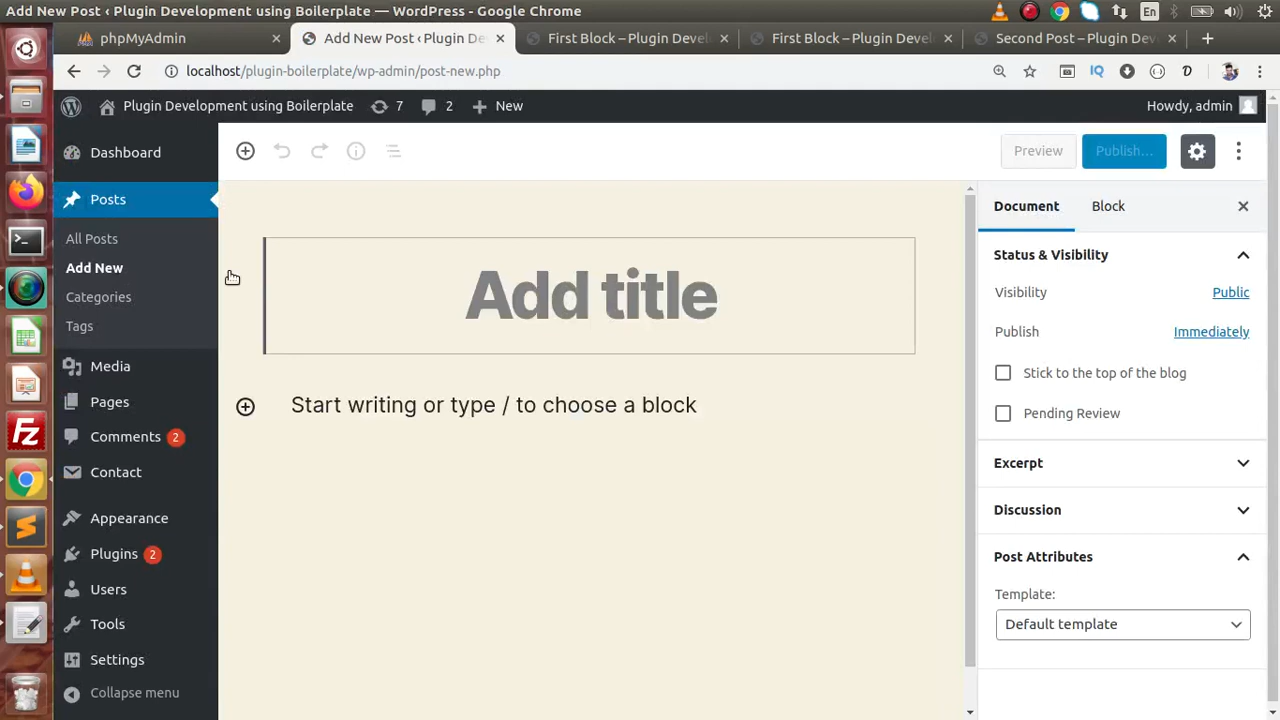 Add New Post ‹ Plugin Development using Boilerplate — WordPress - Google Chrome
En
phpMyAdmin
Add New Post ‹ Plugin De
First Block – Plugin Devel
First Block – Plugin Devel
Second Post – Plugin Dev
localhost/plugin-boilerplate/wp-admin/post-new.php
IQ
Plugin Development using Boilerplate
7
2
New
Howdy, admin
Dashboard
Posts
All Posts
Add New
Categories
Tags
Media
Pages
Comments 2
Contact
Appearance
Plugins 2
Users
Tools
Settings
Collapse menu
Preview
Publish...
Add title
Start writing or type / to choose a block
Document
Block
Status & Visibility
Visibility
Public
Publish
Immediately
Stick to the top of the blog
Pending Review
Excerpt
Discussion
Post Attributes
Template:
Default template